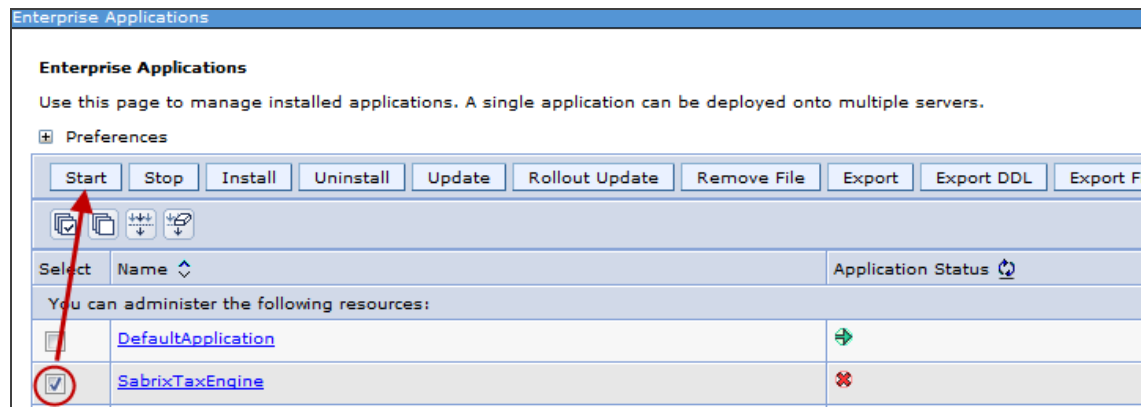 Enterprise Applications
Enterprise Applications
Use this page to manage installed applications. A single application can be deployed onto multiple servers.
Preferences
Start Stop Install Uninstall Update Rollout Update Remove File Export Export DDL Export F
Select Name Application Status
You can administer the following resources:
DefaultApplication
SabrixTaxEngine